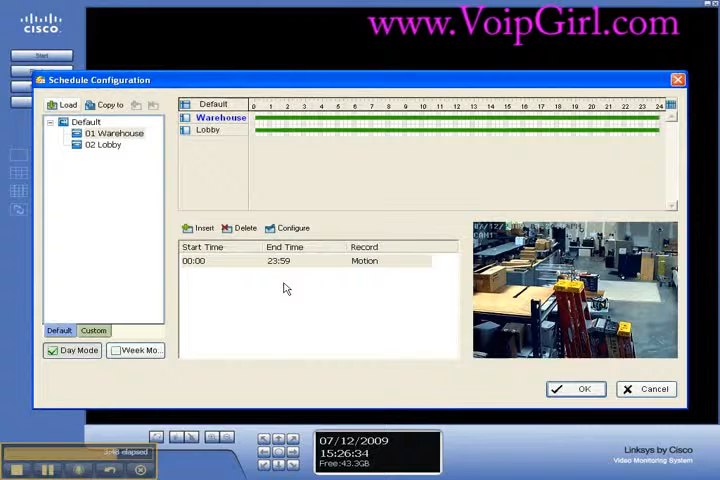 www.VoipGirl.com
CISCO.
Start
Schedule Configuration
Load
Copy to
Default
01 Warehouse
02 Lobby
Default
Custom
Day Mode
Week Mo...
Default
0 1 2 3 4 5 6 7 8 9 10 11 12 13 14 15 16 17 18 19 20 21 22 23 24
Warehouse
Lobby
Insert
Delete
Configure
Start Time
End Time
Record
00:00
23:59
Motion
OK
Cancel
elapsed
07/12/2009
15:26:34
Free:43.3GB
Linksys by Cisco
Video Monitoring System